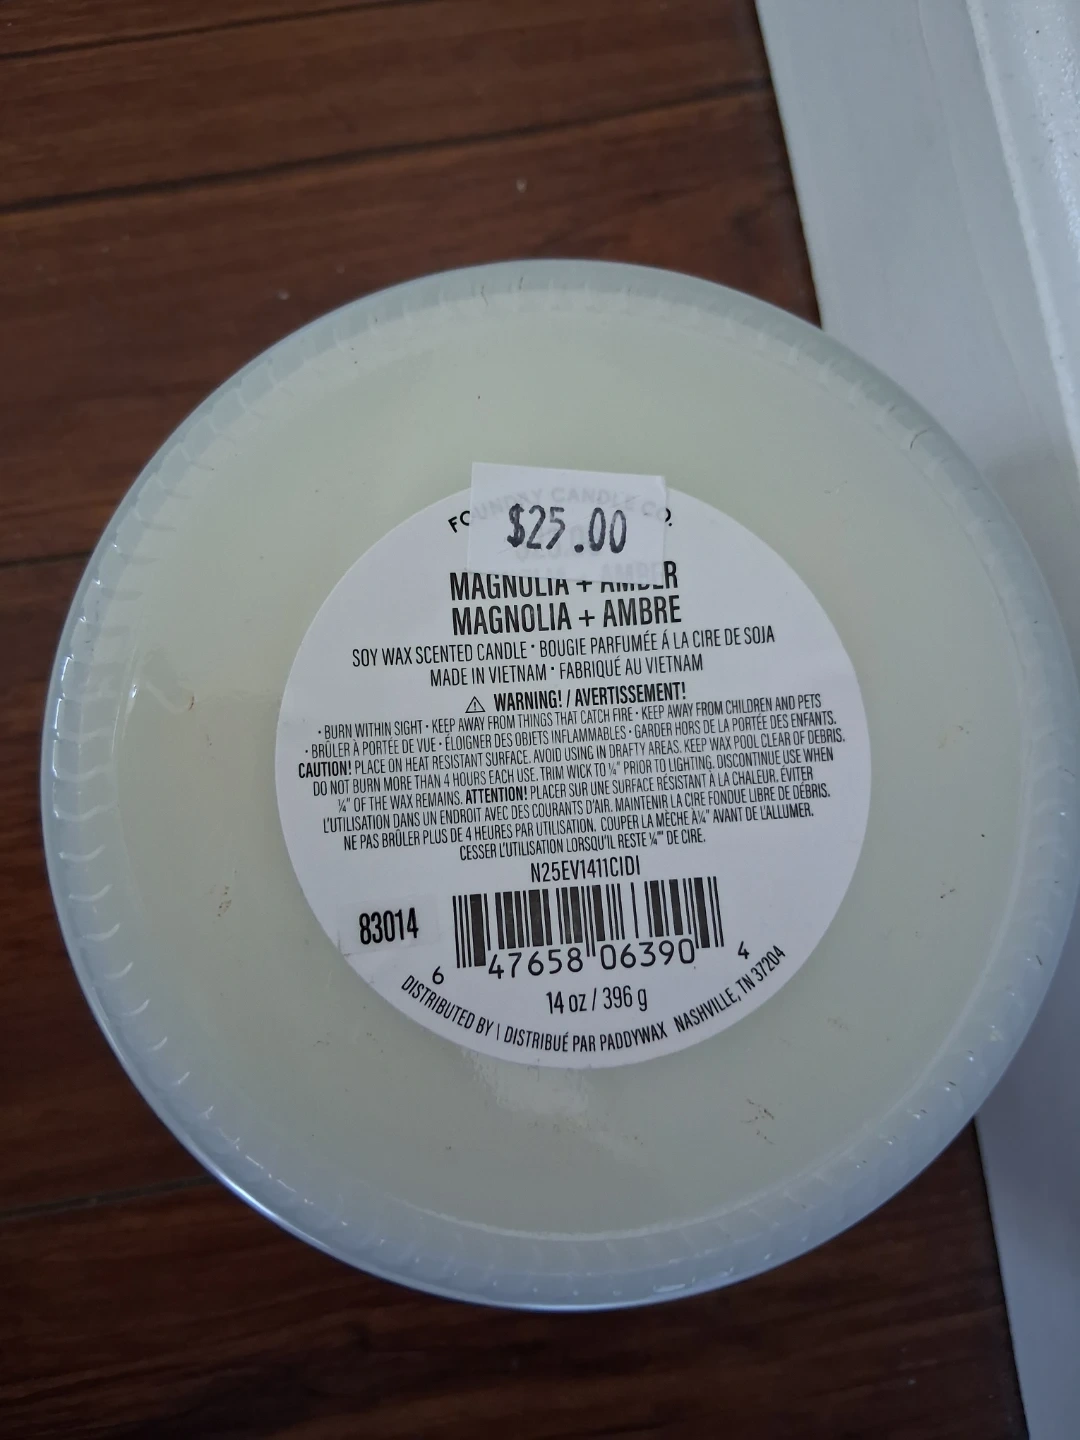 FOUNDRY CANDLE CO.
$25.00
MAGNOLIA + AMBER
MAGNOLIA + AMBRE
SOY WAX SCENTED CANDLE • BOUGIE PARFUMÉE Á LA CIRE DE SOJA
MADE IN VIETNAM • FABRIQUÉ AU VIETNAM
⚠ WARNING! / AVERTISSEMENT!
• BURN WITHIN SIGHT • KEEP AWAY FROM THINGS THAT CATCH FIRE • KEEP AWAY FROM CHILDREN AND PETS
• BRÛLER À PORTÉE DE VUE • ÉLOIGNER DES OBJETS INFLAMMABLES • GARDER HORS DE LA PORTÉE DES ENFANTS.
CAUTION! PLACE ON HEAT RESISTANT SURFACE. AVOID USING IN DRAFTY AREAS. KEEP WAX POOL CLEAR OF DEBRIS.
DO NOT BURN MORE THAN 4 HOURS EACH USE. TRIM WICK TO ¼" PRIOR TO LIGHTING. DISCONTINUE USE WHEN
¼" OF THE WAX REMAINS. ATTENTION! PLACER SUR UNE SURFACE RÉSISTANT À LA CHALEUR. ÉVITER
L'UTILISATION DANS UN ENDROIT AVEC DES COURANTS D'AIR. MAINTENIR LA CIRE FONDUE LIBRE DE DÉBRIS.
NE PAS BRÛLER PLUS DE 4 HEURES PAR UTILISATION. COUPER LA MÈCHE À¼" AVANT DE L'ALLUMER.
CESSER L'UTILISATION LORSQU'IL RESTE ¼" DE CIRE.
N25EV1411CIDI
83014
6 47658 06390 4
14 oz / 396 g
DISTRIBUTED BY | DISTRIBUÉ PAR PADDYWAX NASHVILLE, TN 37204